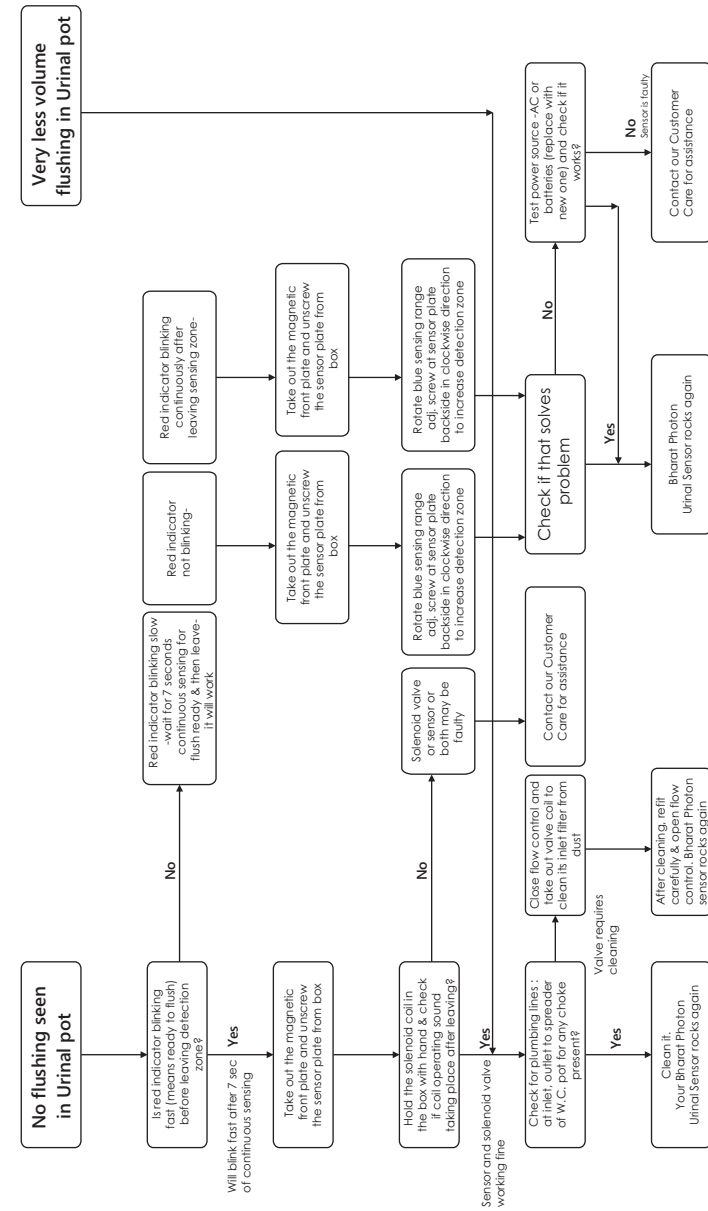 No flushing seen
in Urinal pot
Very less volume
flushing in Urinal pot
Is red indicator blinking
fast (means ready to flush)
before leaving detection
zone?
No
Red indicator blinking slow
-wait for 7 seconds
continuous sensing for
flush ready & then leave-
it will work
Red indicator
not blinking-
Red indicator blinking
continuously after
leaving sensing zone-
Will blink fast after 7 sec
of continuous sensing
Yes
Take out the magnetic
front plate and unscrew
the sensor plate from box
Take out the magnetic
front plate and unscrew
the sensor plate from
box
Take out the magnetic
front plate and unscrew
the sensor plate from
box
Hold the solenoid coil in
the box with hand & check
if coil operating sound
taking place after leaving?
No
Solenoid valve
or sensor or
both may be
faulty
Rotate blue sensing range
adj. screw at sensor plate
backside in clockwise direction
to increase detection zone
Rotate blue sensing range
adj. screw at sensor plate
backside in clockwise direction
to increase detection zone
Sensor and solenoid valve
working fine
Yes
Check for plumbing lines :
at inlet, outlet to spreader
of W.C. pot for any choke
present?
Valve requires
cleaning
Close flow control and
take out valve coil to
clean its inlet filter from
dust
Contact our Customer
Care for assistance
Check if that solves
problem
No
Test power source -AC or
batteries (replace with
new one) and check if it
works?
Yes
Yes
No
Sensor is faulty
Clean it.
Your Bharat Photon
Urinal Sensor rocks again
After cleaning, refit
carefully & open flow
control. Bharat Photon
sensor rocks again
Bharat Photon
Urinal Sensor rocks again
Contact our Customer
Care for assistance